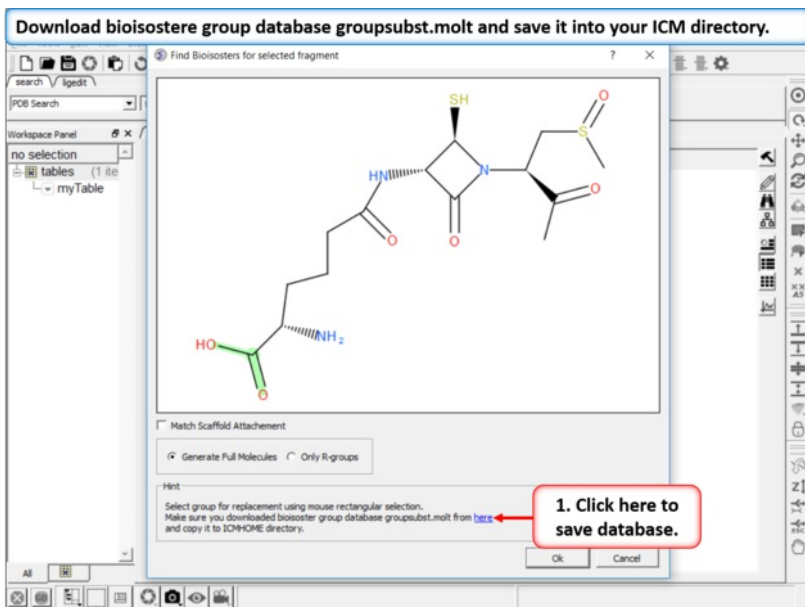 Download bioisostere group database groupsubst.molt and save it into your ICM directory.
Find Bioisosters for selected fragment
? ×
search ligedit
PDB Search
Workspace Panel
no selection
tables (1 ite
myTable
SH
O
S
HN
N
O
O
O
HO
NH2
O
Match Scaffold Attachement
Generate Full Molecules Only R-groups
Hint
Select group for replacement using mouse rectangular selection.
Make sure you downloaded bioisoster group database groupsubst.molt from here
and copy it to ICMHOME directory.
1. Click here to
save database.
Ok Cancel
All